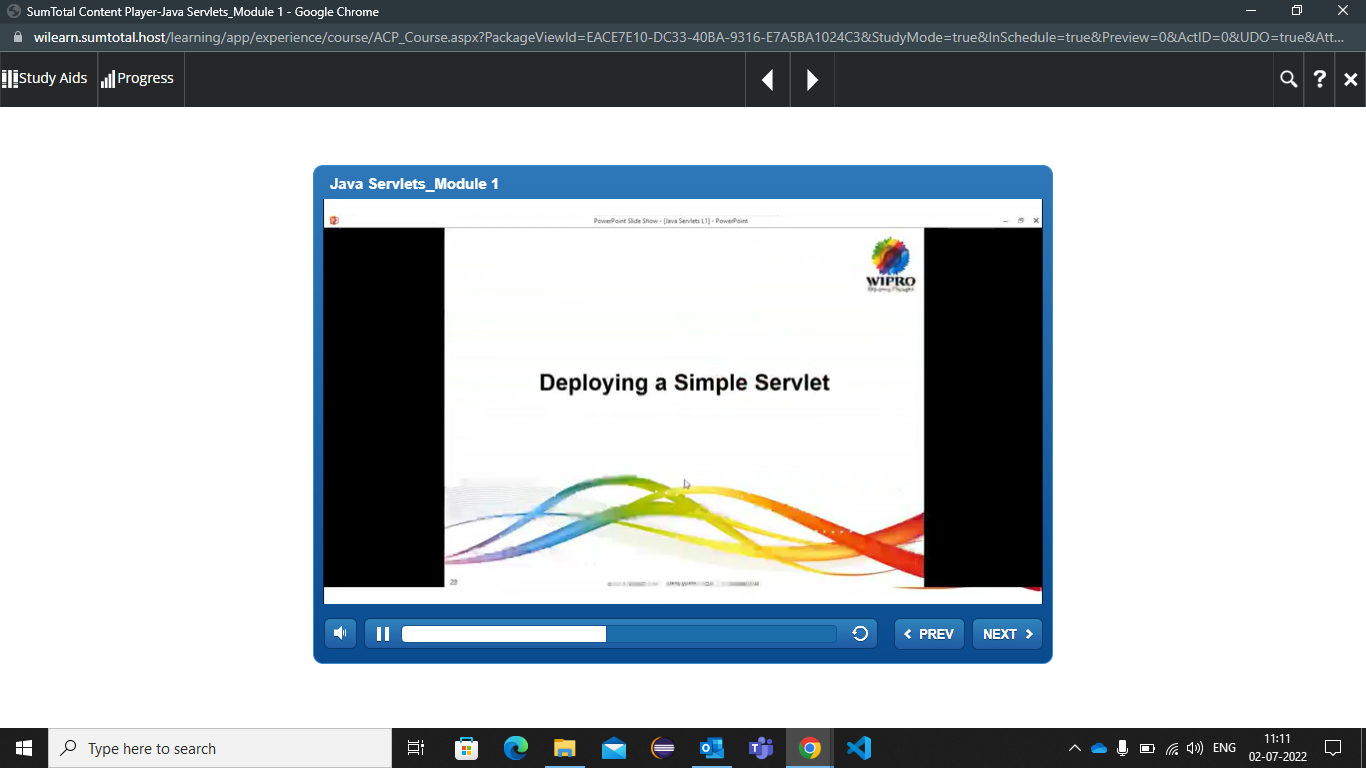 SumTotal Content Player-Java Servlets_Module 1 - Google Chrome
wilearn.sumtotal.host/learning/app/experience/course/ACP_Course.aspx?PackageViewId=EACE7E10-DC33-40BA-9316-E7A5BA1024C3&StudyMode=true&InSchedule=true&Preview=0&ActID=0&UDO=true&Att...
Study Aids Progress ?
Java Servlets_Module 1
PowerPoint Slide Show - [Java Servlets L1] - PowerPoint
WIPRO
Deploying a Simple Servlet
PREV NEXT
Type here to search
ENG
11:11
02-07-2022